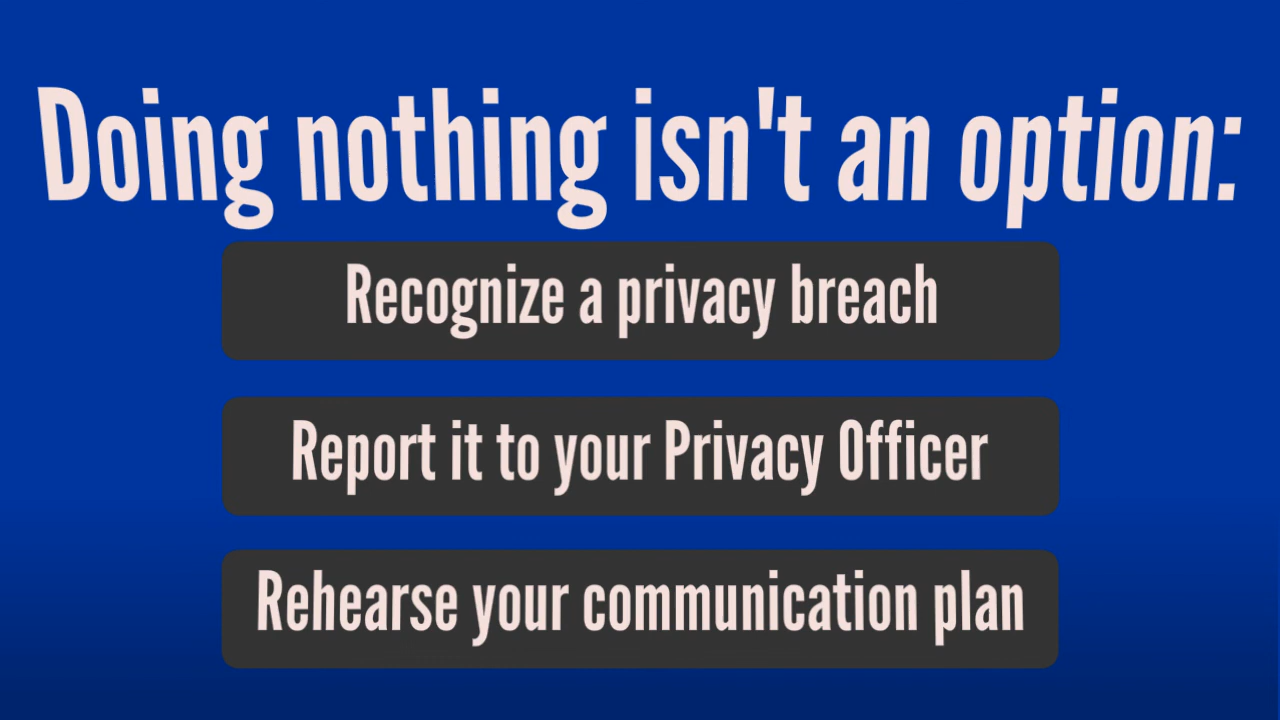 Doing nothing isn't an option:
Recognize a privacy breach
Report it to your Privacy Officer
Rehearse your communication plan